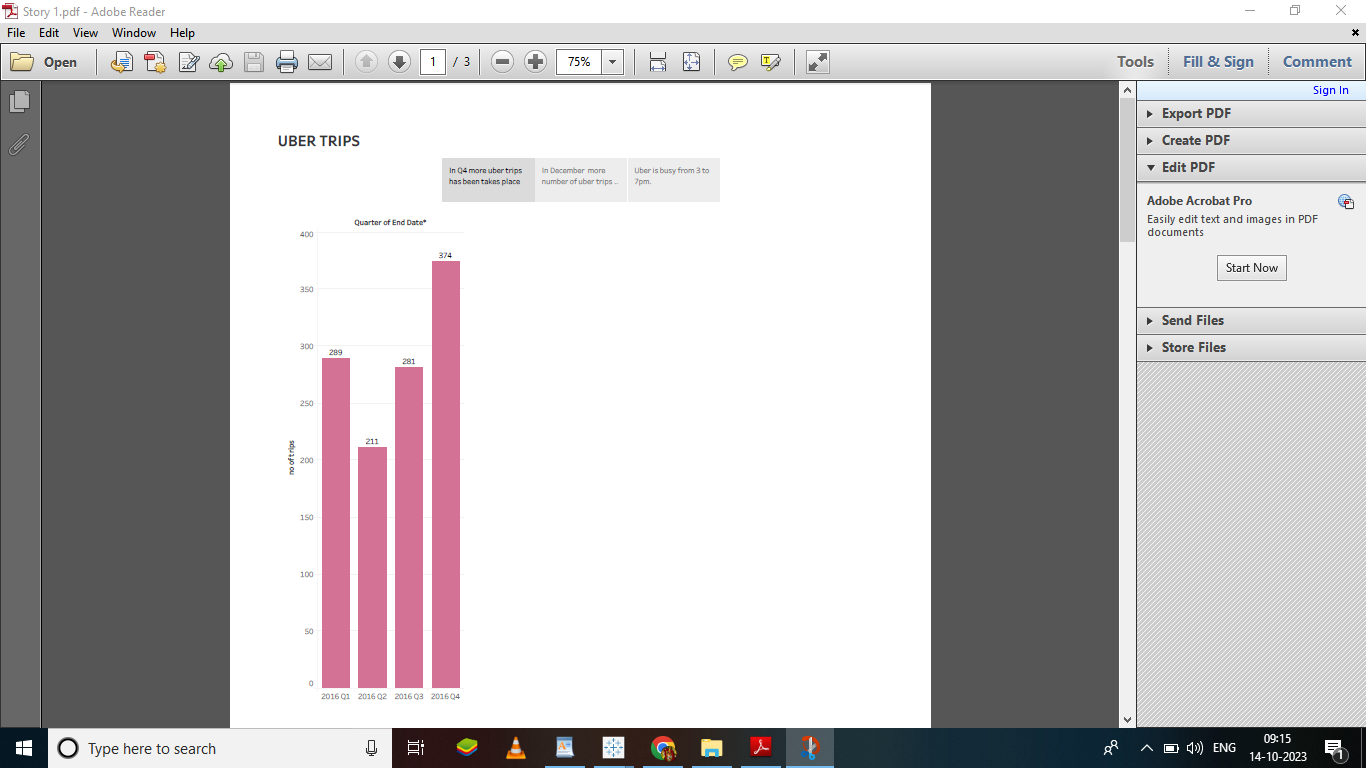 Story 1.pdf - Adobe Reader
File Edit View Window Help
Open
1 / 3
75%
Tools Fill & Sign Comment
Sign In
Export PDF
Create PDF
Edit PDF
Adobe Acrobat Pro
Easily edit text and images in PDF
documents
Start Now
Send Files
Store Files
UBER TRIPS
In Q4 more uber trips
has been takes place
In December more
number of uber trips ..
Uber is busy from 3 to
7pm.
Quarter of End Date*
400
350
300
250
200
150
100
50
0
no of trips
289
211
281
374
2016 Q1 2016 Q2 2016 Q3 2016 Q4
Type here to search
ENG
09:15
14-10-2023
1